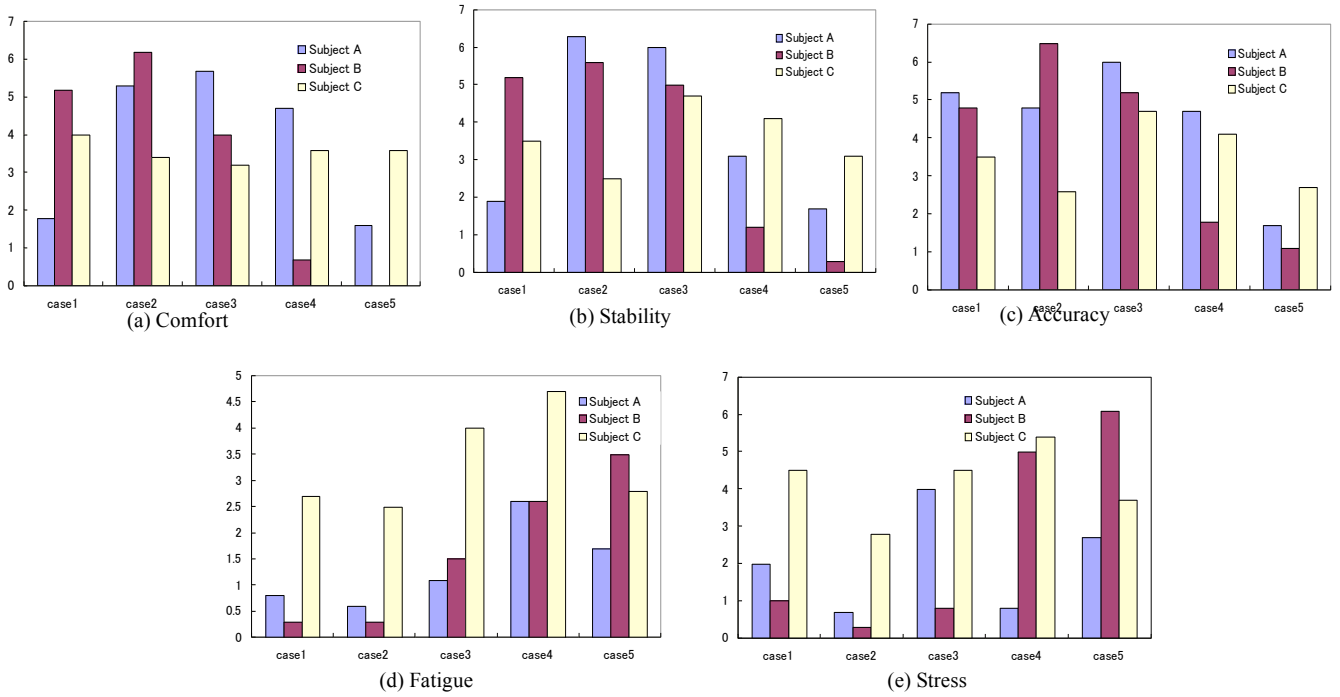 7
6
5
4
3
2
1
0
Subject A
Subject B
Subject C
case1 case2 case3 case4 case5
(a) Comfort
7
6
5
4
3
2
1
0
Subject A
Subject B
Subject C
case1 case2 case3 case4 case5
(b) Stability
7
6
5
4
3
2
1
0
Subject A
Subject B
Subject C
case1 case2 case3 case4 case5
(c) Accuracy
5
4.5
4
3.5
3
2.5
2
1.5
1
0.5
0
Subject A
Subject B
Subject C
case1 case2 case3 case4 case5
(d) Fatigue
7
6
5
4
3
2
1
0
Subject A
Subject B
Subject C
case1 case2 case3 case4 case5
(e) Stress